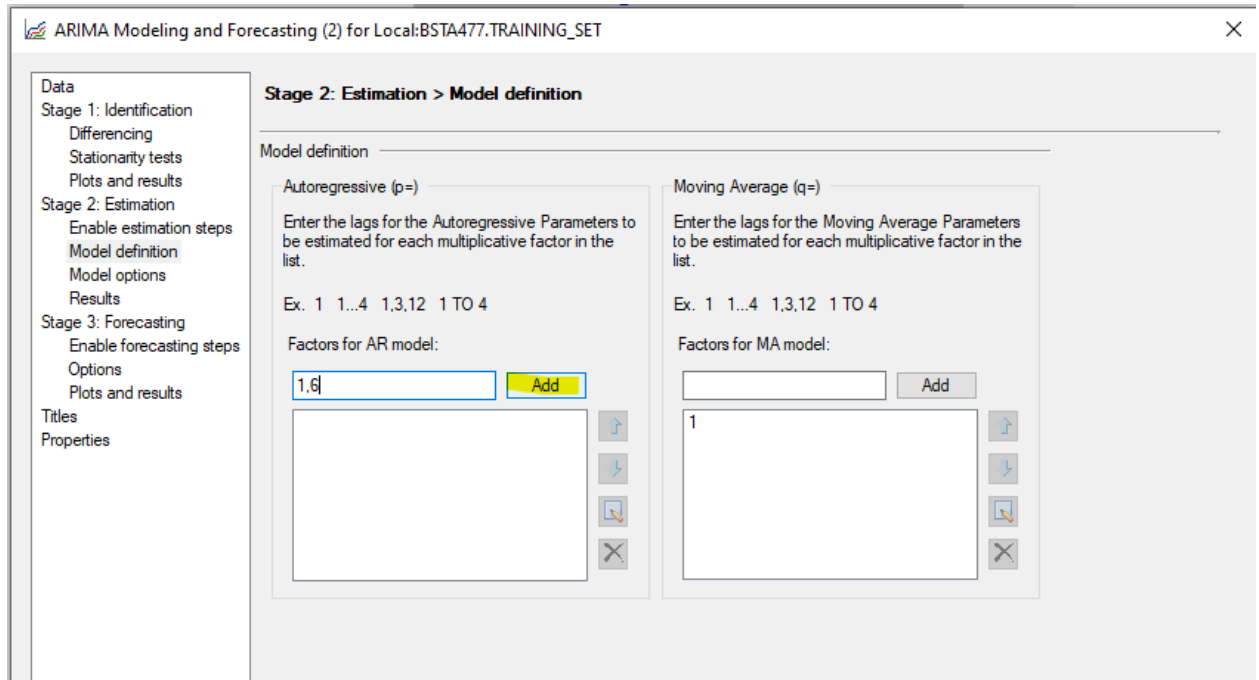 ARIMA Modeling and Forecasting (2) for Local:BSTA477.TRAINING_SET
Data
Stage 1: Identification
Differencing
Stationarity tests
Plots and results
Stage 2: Estimation
Enable estimation steps
Model definition
Model options
Results
Stage 3: Forecasting
Enable forecasting steps
Options
Plots and results
Titles
Properties
Stage 2: Estimation > Model definition
Model definition
Autoregressive (p=)
Enter the lags for the Autoregressive Parameters to
be estimated for each multiplicative factor in the
list.
Ex. 1 1...4 1,3,12 1 TO 4
Factors for AR model:
1,6
Add
Moving Average (q=)
Enter the lags for the Moving Average Parameters
to be estimated for each multiplicative factor in the
list.
Ex. 1 1...4 1,3,12 1 TO 4
Factors for MA model:
Add
1